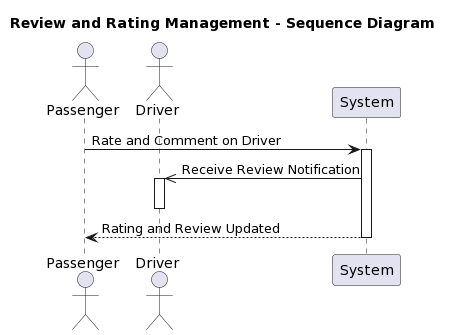 Review and Rating Management - Sequence Diagram
Passenger
Driver
System
Rate and Comment on Driver
Receive Review Notification
Rating and Review Updated
Passenger
Driver
System